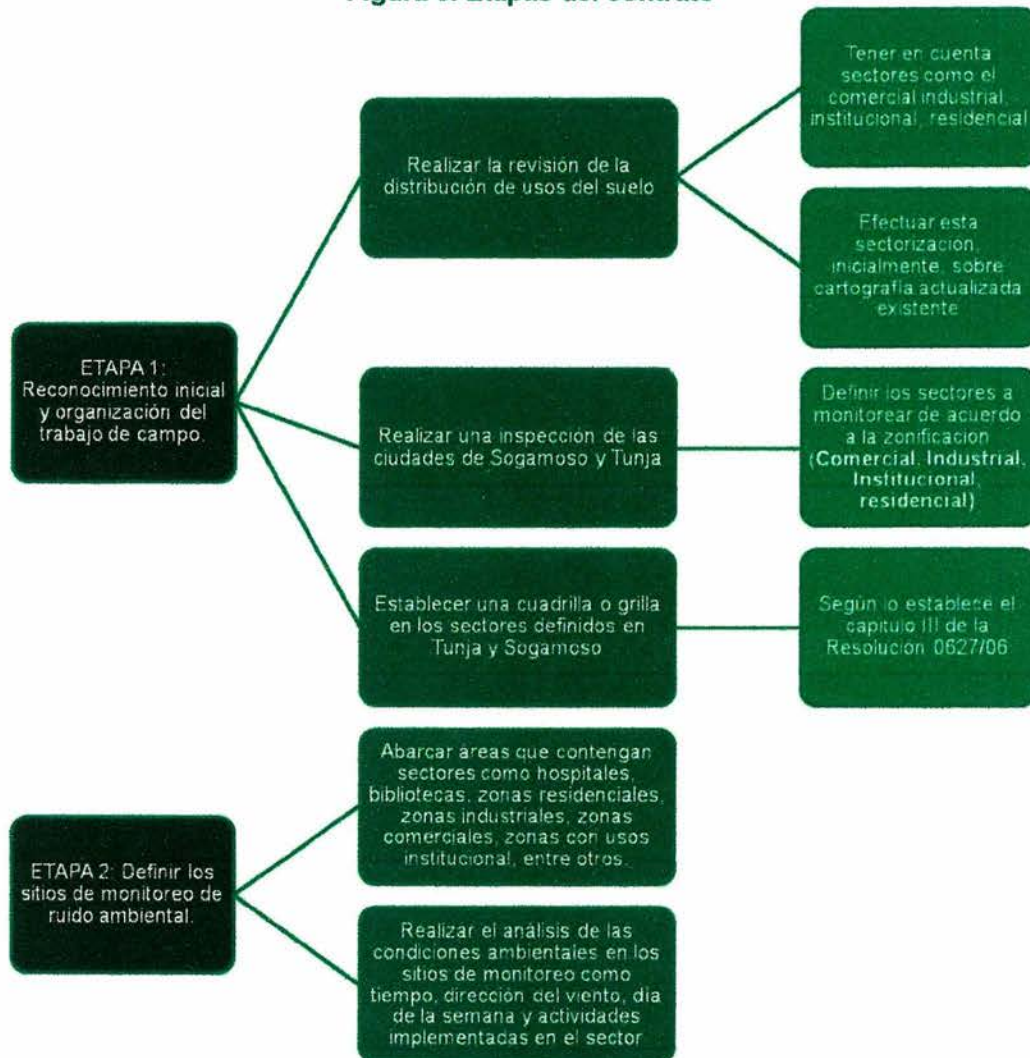 Tener en cuenta
sectores como el
comercial industrial,
institucional, residencial
Realizar la revisión de la
distribución de usos del suelo
Efectuar esta
sectorización,
inicialmente, sobre
cartografía actualizada
existente
ETAPA 1:
Reconocimiento inicial
y organización del
trabajo de campo.
Realizar una inspección de las
ciudades de Sogamoso y Tunja
Definir los sectores a
monitorear de acuerdo
a la zonificación
(Comercial, Industrial,
Institucional,
residencial)
Establecer una cuadrilla o grilla
en los sectores definidos en
Tunja y Sogamoso
Según lo establece el
capitulo III de la
Resolución 0627/06
ETAPA 2: Definir los
sitios de monitoreo de
ruido ambiental.
Abarcar áreas que contengan
sectores como hospitales,
bibliotecas, zonas residenciales,
zonas industriales, zonas
comerciales, zonas con usos
institucional, entre otros.
Realizar el análisis de las
condiciones ambientales en los
sitios de monitoreo como
tiempo, dirección del viento, día
de la semana y actividades
implementadas en el sector